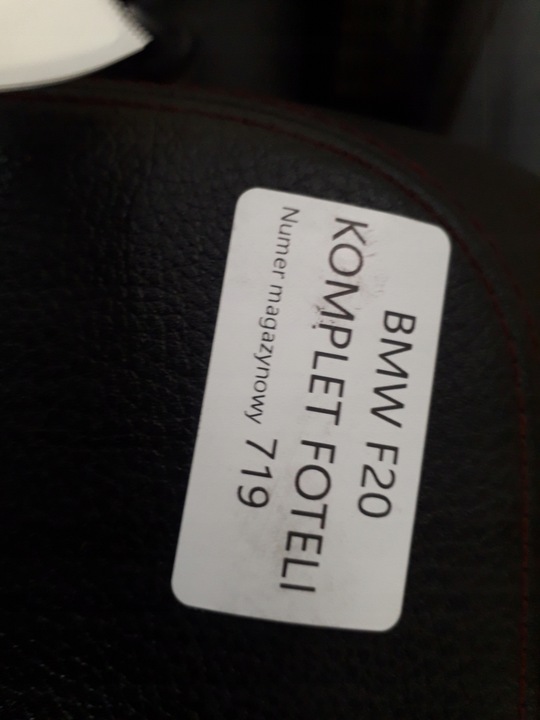 BMW F20
KOMPLET FOTELI
Numer magazynowy 719